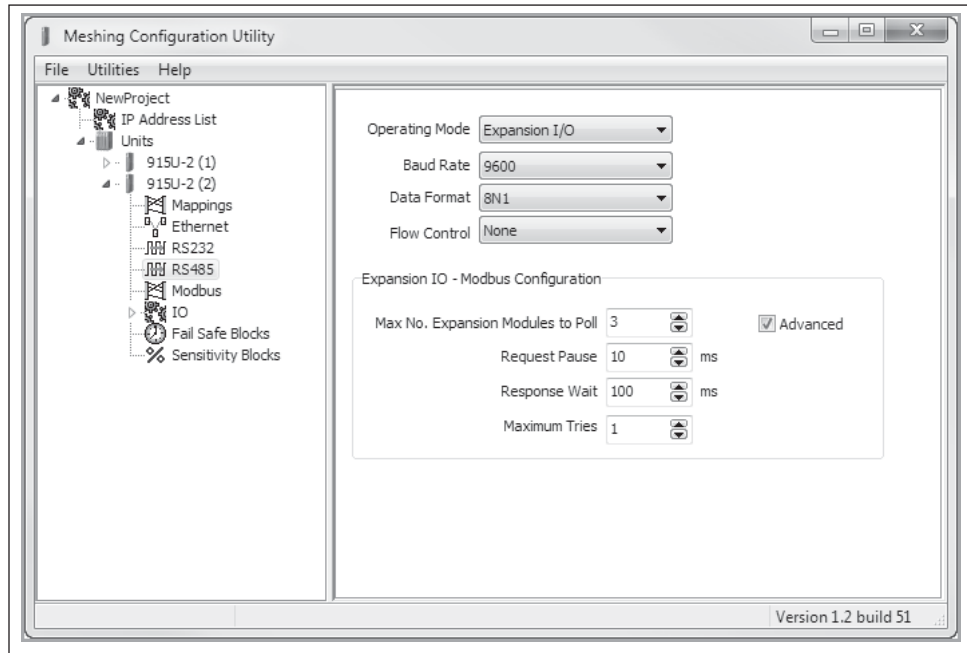 Meshing Configuration Utility
File Utilities Help
NewProject
IP Address List
Units
915U-2 (1)
915U-2 (2)
Mappings
Ethernet
RS232
RS485
Modbus
IO
Fail Safe Blocks
Sensitivity Blocks
Operating Mode Expansion I/O
Baud Rate 9600
Data Format 8N1
Flow Control None
Expansion IO - Modbus Configuration
Max No. Expansion Modules to Poll 3 Advanced
Request Pause 10 ms
Response Wait 100 ms
Maximum Tries 1
Version 1.2 build 51